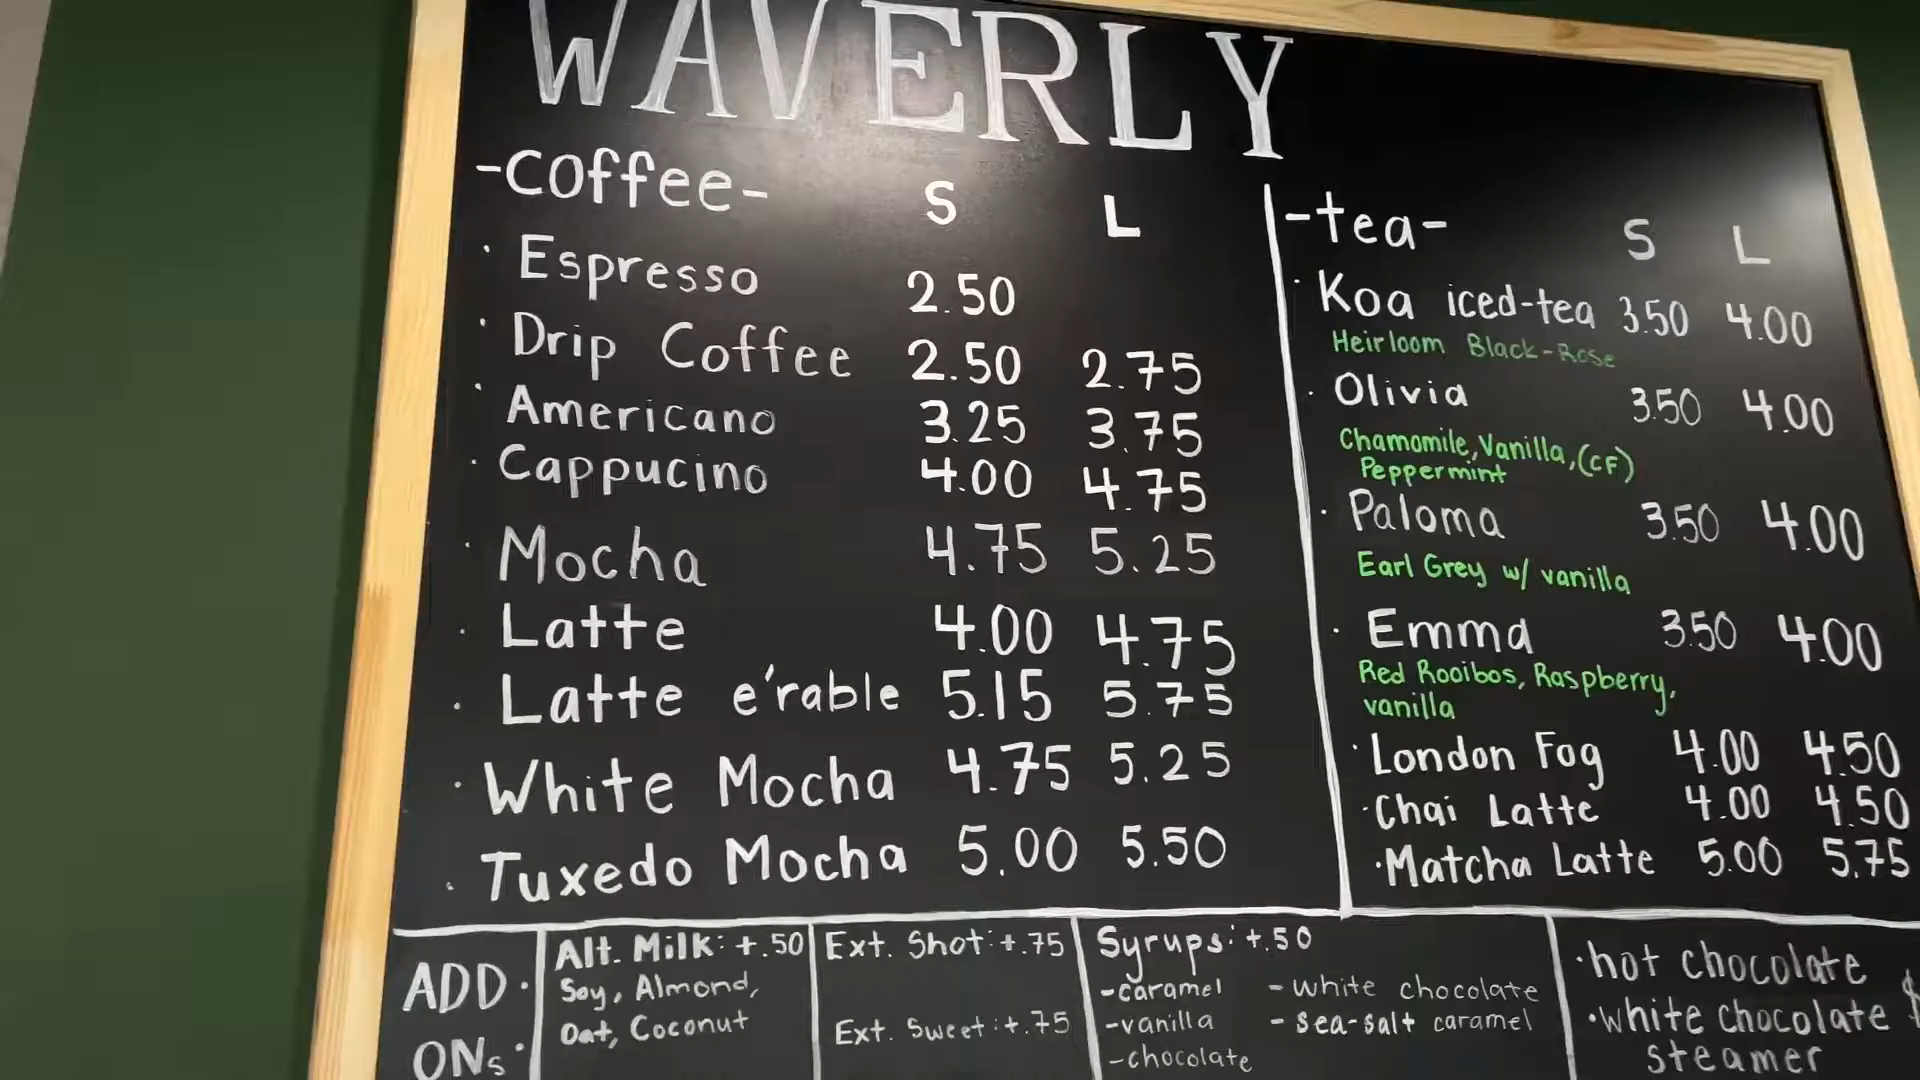 WAVERLY
-Coffee- S L
· Espresso 2.50
· Drip Coffee 2.50 2.75
· Americano 3.25 3.75
· Cappucino 4.00 4.75
· Mocha 4.75 5.25
· Latte 4.00 4.75
· Latte e'rable 5.15 5.75
· White Mocha 4.75 5.25
· Tuxedo Mocha 5.00 5.50
-tea- S L
· Koa iced-tea 3.50 4.00
Heirloom Black-Rose
· Olivia 3.50 4.00
Chamomile, Vanilla, (CF)
Peppermint
· Paloma 3.50 4.00
Earl Grey w/ vanilla
· Emma 3.50 4.00
Red Rooibos, Raspberry,
vanilla
· London Fog 4.00 4.50
· Chai Latte 4.00 4.50
· Matcha Latte 5.00 5.75
ADD ·
ONs ·
Alt. Milk: +.50
Soy, Almond,
Oat, Coconut
Ext. Shot: +.75
Ext. Sweet: +.75
Syrups: +.50
-caramel
-vanilla
-chocolate
- white chocolate
- sea-salt caramel
· hot chocolate
· white chocolate
steamer